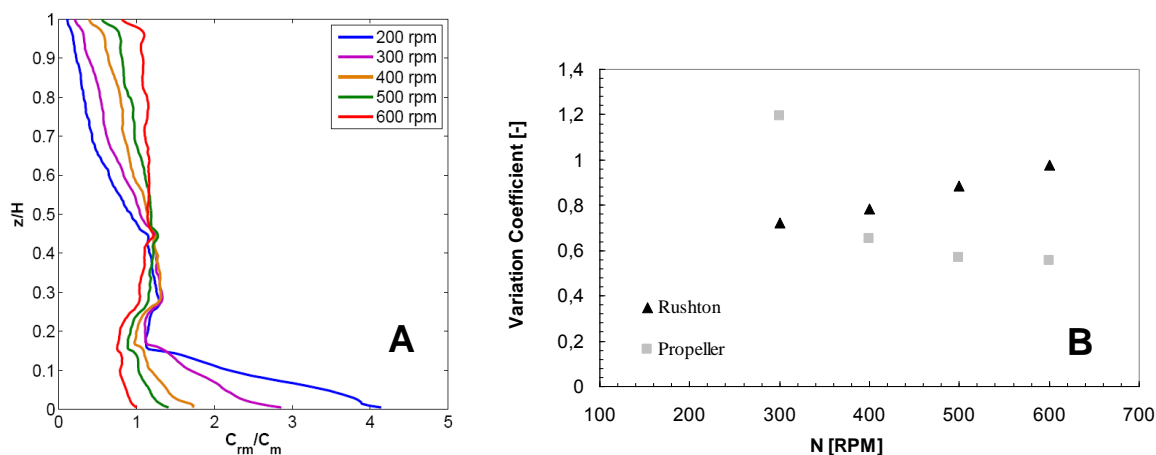 1
0.9
0.8
0.7
0.6
0.5
0.4
0.3
0.2
0.1
0
z/H
0
1
2
3
4
5
C_rm/C_m
200 rpm
300 rpm
400 rpm
500 rpm
600 rpm
A
1,4
1,2
1
0,8
0,6
0,4
0,2
0
Variation Coefficient [-]
100
200
300
400
500
600
700
N [RPM]
Rushton
Propeller
B